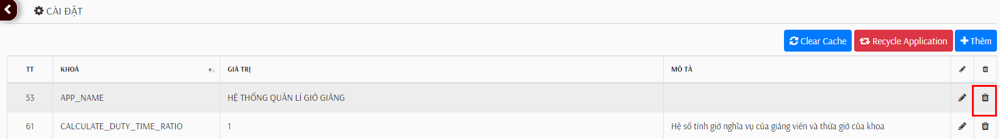 CÀI ĐẶT
Clear Cache Recycle Application Thêm
TT KHOÁ GIÁ TRỊ MÔ TẢ
53 APP_NAME HỆ THỐNG QUẢN LÍ GIỜ GIẢNG
61 CALCULATE_DUTY_TIME_RATIO 1 Hệ số tính giờ nghĩa vụ của giảng viên và thừa giờ của khoa